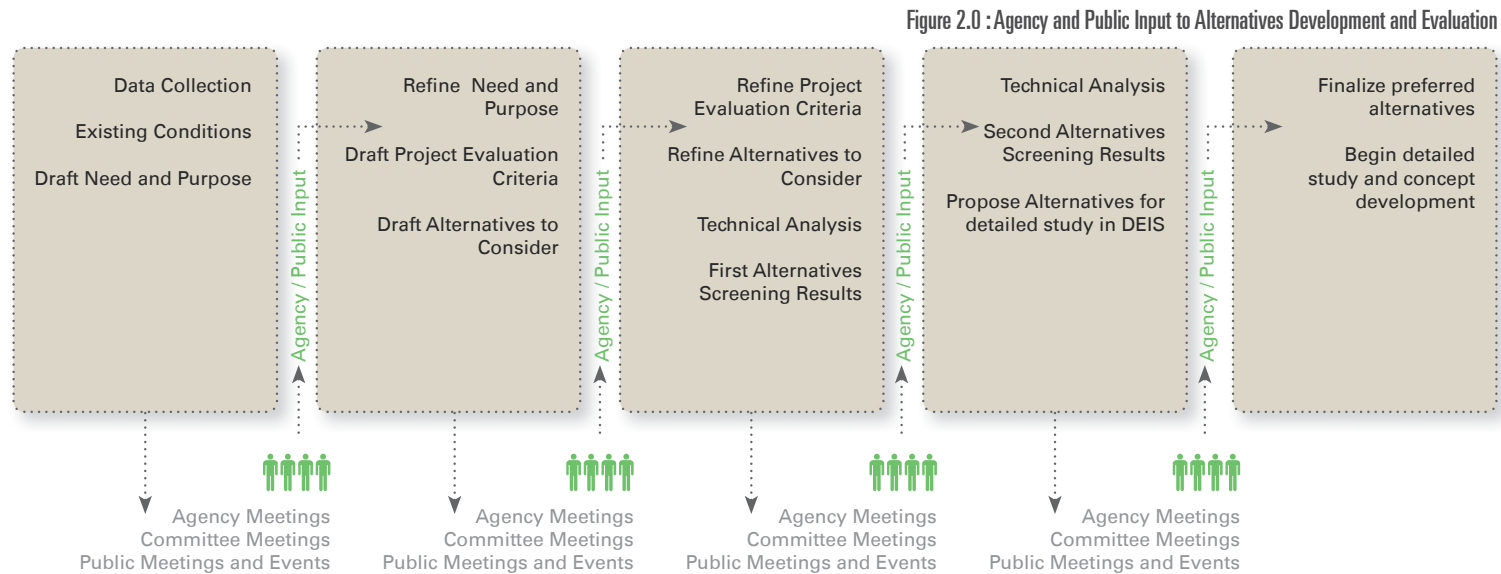 Figure 2.0 : Agency and Public Input to Alternatives Development and Evaluation
Data Collection
Existing Conditions
Draft Need and Purpose
Agency / Public Input
Agency Meetings
Committee Meetings
Public Meetings and Events
Refine Need and
Purpose
Draft Project Evaluation
Criteria
Draft Alternatives to
Consider
Agency / Public Input
Agency Meetings
Committee Meetings
Public Meetings and Events
Refine Project
Evaluation Criteria
Refine Alternatives to
Consider
Technical Analysis
First Alternatives
Screening Results
Agency / Public Input
Agency Meetings
Committee Meetings
Public Meetings and Events
Technical Analysis
Second Alternatives
Screening Results
Propose Alternatives for
detailed study in DEIS
Agency / Public Input
Agency Meetings
Committee Meetings
Public Meetings and Events
Finalize preferred
alternatives
Begin detailed
study and concept
development